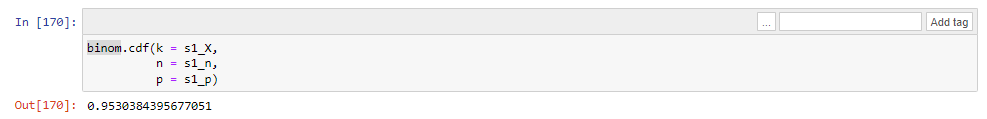 In [170]:
... Add tag
binom.cdf(k = s1_X,
n = s1_n,
p = s1_p)
Out[170]: 0.9530384395677051